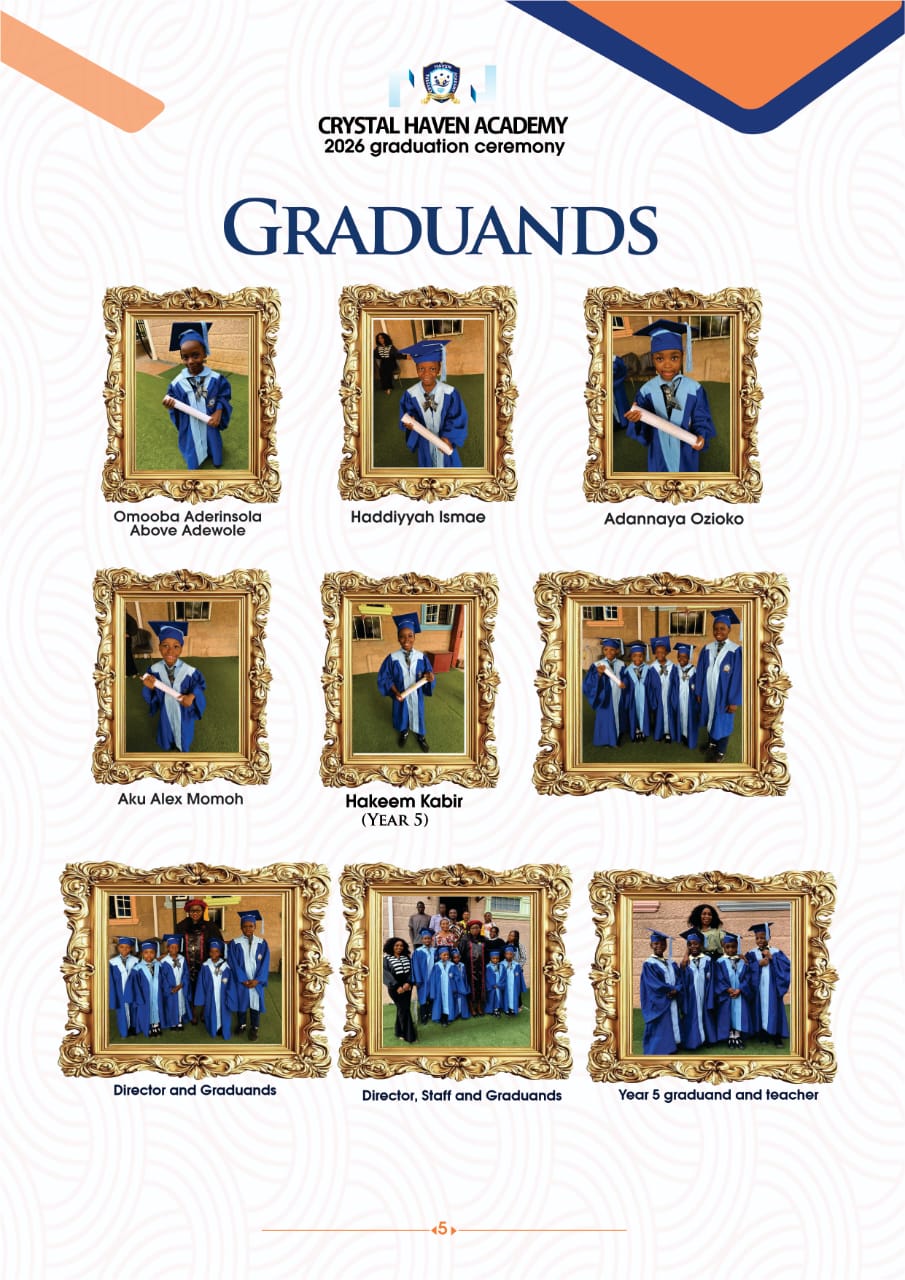 HAVEN
CRYSTAL HAVEN ACADEMY
2026 graduation ceremony
GRADUANDS
Omooba Aderinsola
Above Adewole
Haddiyyah Ismae
Adannaya Ozioko
Aku Alex Momoh
Hakeem Kabir
(YEAR 5)
Director and Graduands
Director, Staff and Graduands
Year 5 graduand and teacher
5